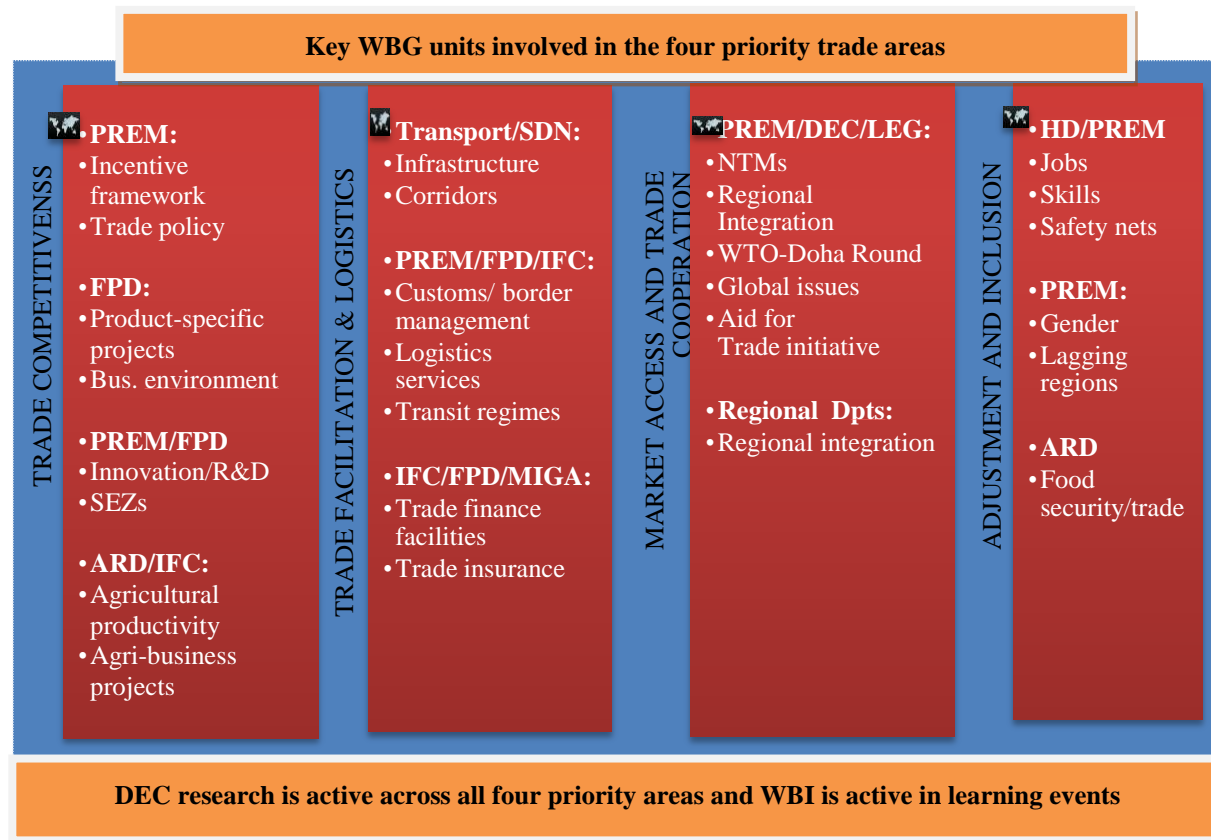 Key WBG units involved in the four priority trade areas
TRADE COMPETITIVENSS
•PREM:
•Incentive
framework
•Trade policy
•FPD:
•Product-specific
projects
•Bus. environment
•PREM/FPD
•Innovation/R&D
•SEZs
•ARD/IFC:
•Agricultural
productivity
•Agri-business
projects
TRADE FACILITATION & LOGISTICS
•Transport/SDN:
•Infrastructure
•Corridors
•PREM/FPD/IFC:
•Customs/ border
management
•Logistics
services
•Transit regimes
•IFC/FPD/MIGA:
•Trade finance
facilities
•Trade insurance
MARKET ACCESS AND TRADE
COOPERATION
•PREM/DEC/LEG:
•NTMs
•Regional
Integration
•WTO-Doha Round
•Global issues
•Aid for
Trade initiative
•Regional Dpts:
•Regional integration
ADJUSTMENT AND INCLUSION
•HD/PREM
•Jobs
•Skills
•Safety nets
•PREM:
•Gender
•Lagging
regions
•ARD
•Food
security/trade
DEC research is active across all four priority areas and WBI is active in learning events